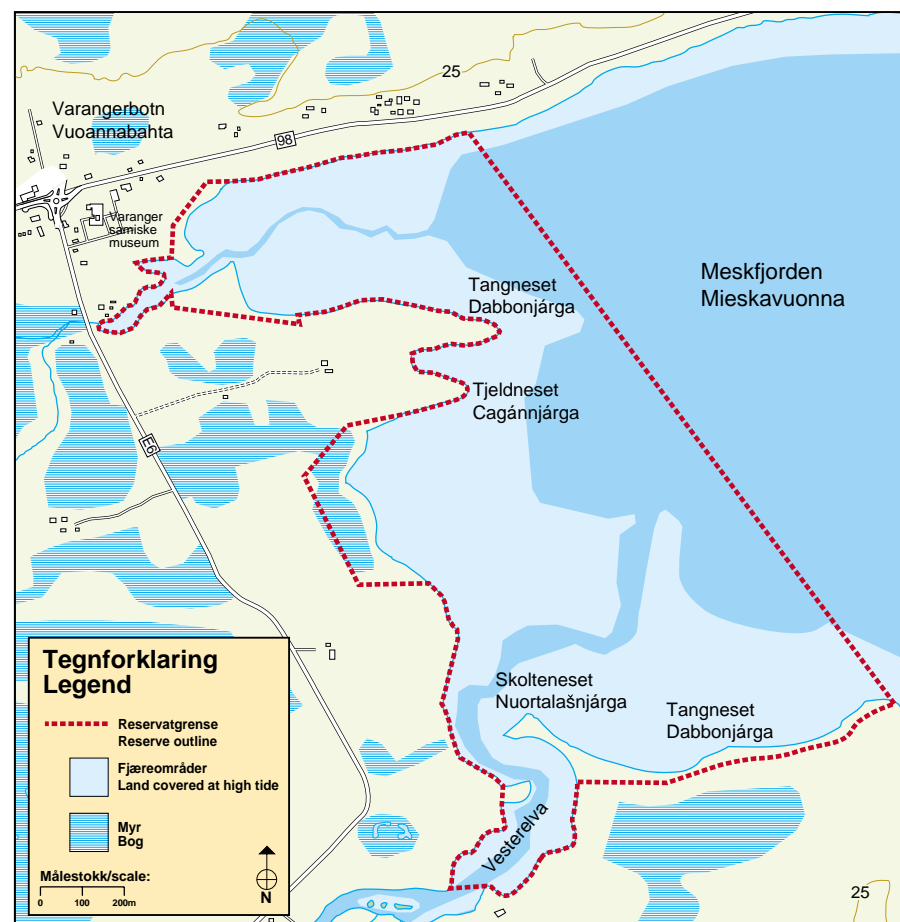 25
Varangerbotn
Vuoannabahta
98
Varanger
samiske
museum
Meskfjorden
Mieskavuonna
Tangneset
Dabbonjárga
Tjeldneset
Cagánnjárga
E6
Skolteneset
Nuortalašnjárga
Tangneset
Dabbonjárga
Vesterelva
25
Tegnforklaring
Legend
Reservatgrense
Reserve outline
Fjæreområder
Land covered at high tide
Myr
Bog
Målestokk/scale:
0 100 200m
N